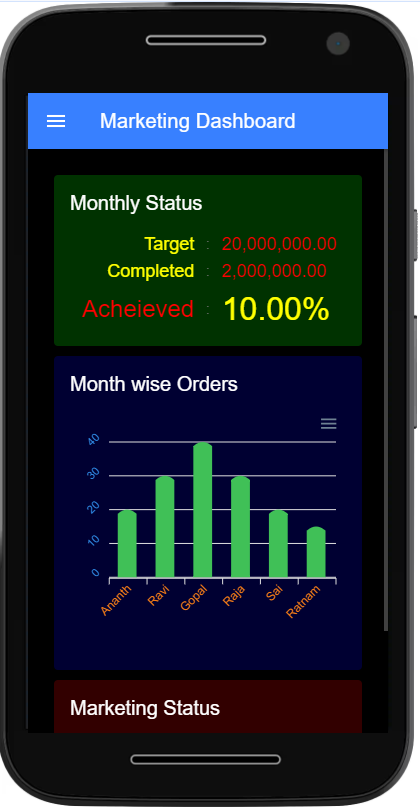 Marketing Dashboard
Monthly Status
Target : 20,000,000.00
Completed : 2,000,000.00
Acheieved : 10.00%
Month wise Orders
40
30
20
10
0
Ananth Ravi Gopal Raja Sai Ratnam
Marketing Status